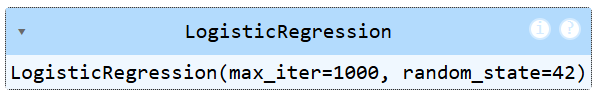 LogisticRegression i ?
LogisticRegression(max_iter=1000, random_state=42)